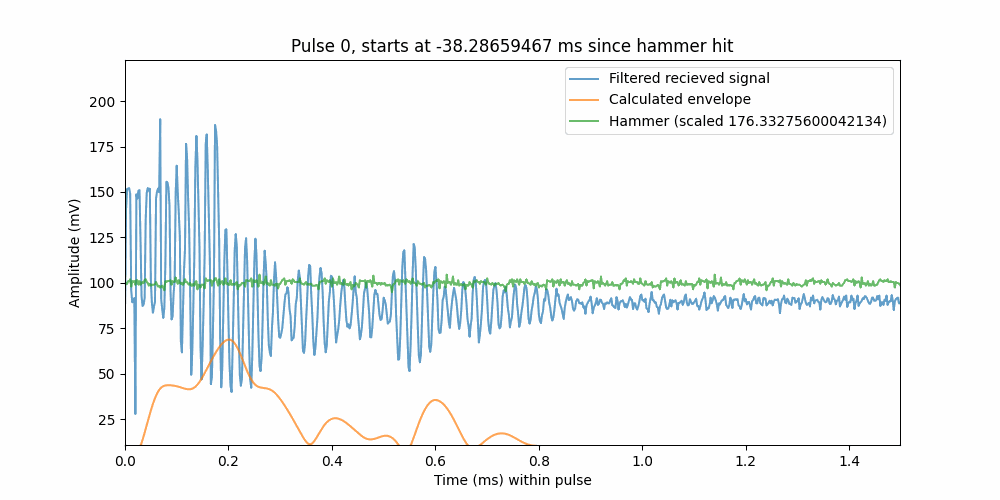 Pulse 0, starts at -38.28659467 ms since hammer hit
Filtered recieved signal
Calculated envelope
Hammer (scaled 176.33275600042134)
Amplitude (mV)
200
175
150
125
100
75
50
25
0.0 0.2 0.4 0.6 0.8 1.0 1.2 1.4
Time (ms) within pulse